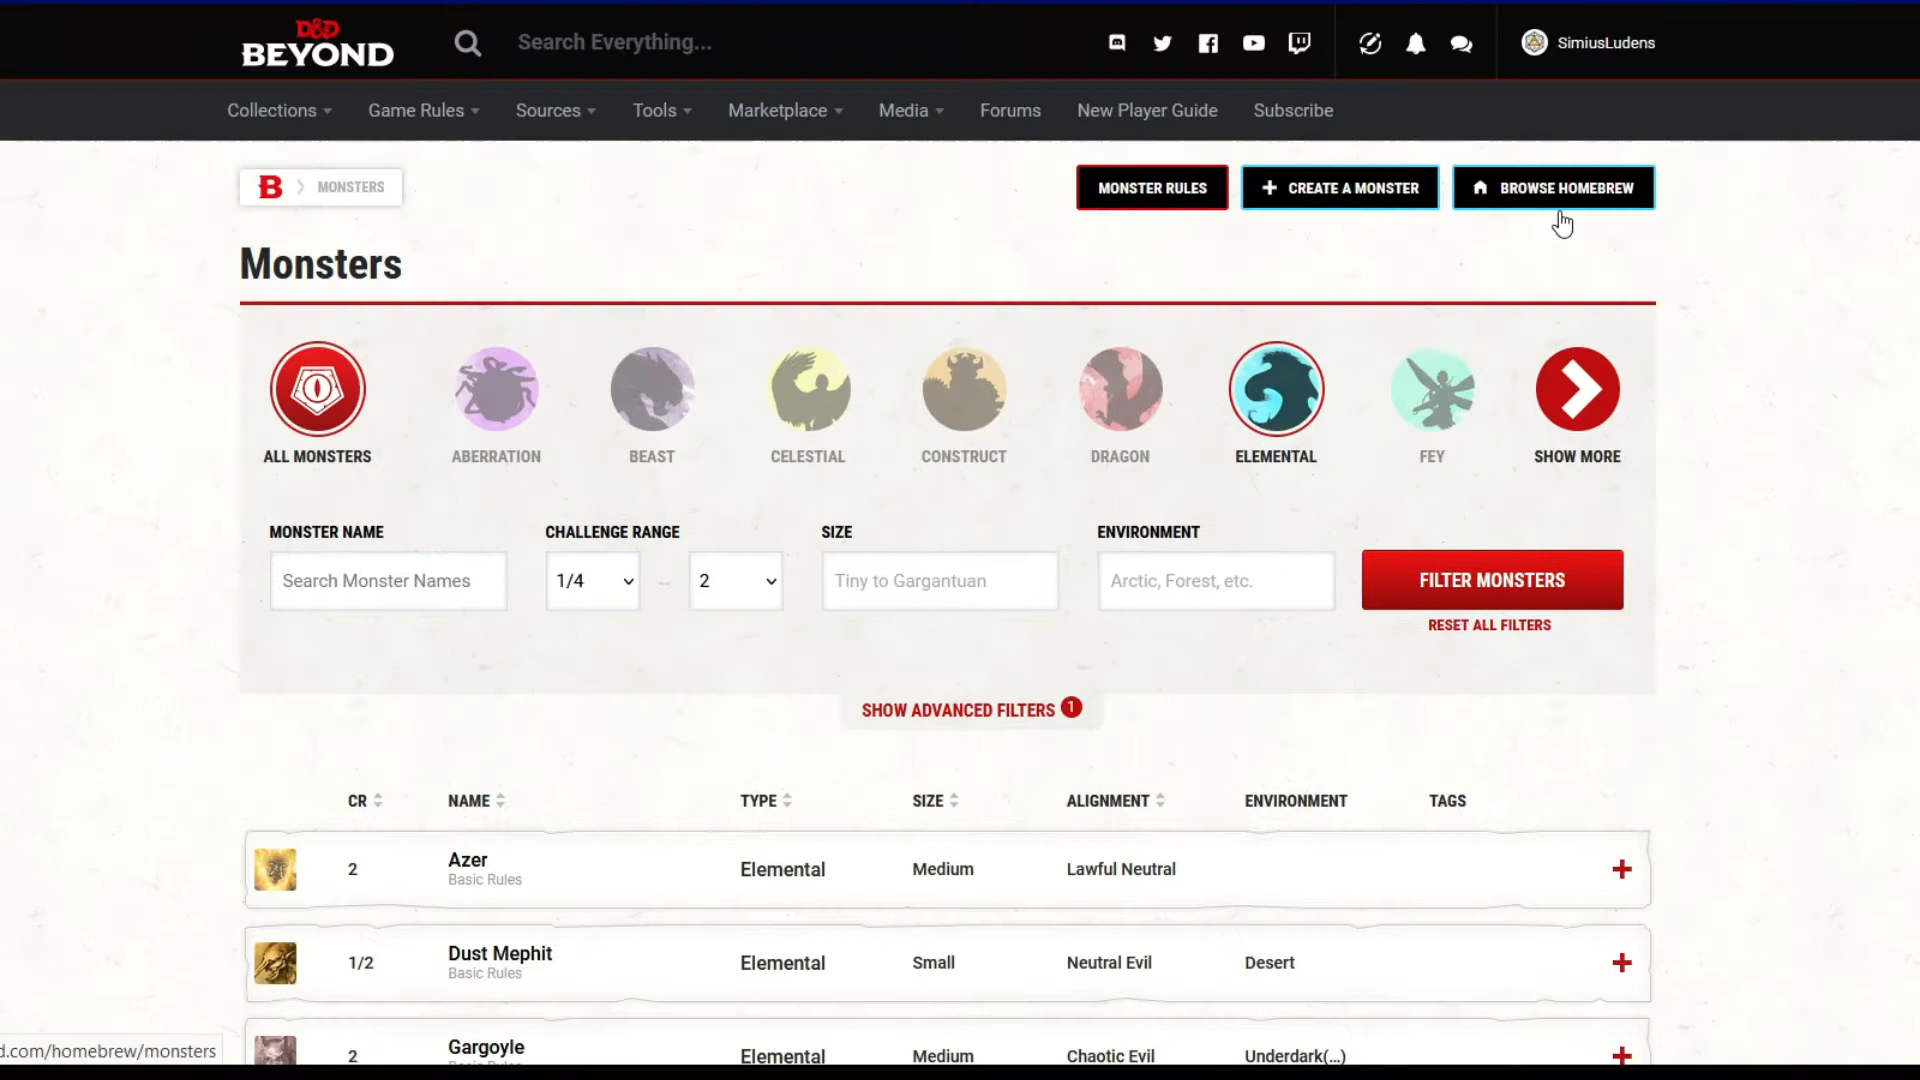 D&D
BEYOND
Search Everything...
SimiusLudens
Collections
Game Rules
Sources
Tools
Marketplace
Media
Forums
New Player Guide
Subscribe
B
MONSTERS
MONSTER RULES
CREATE A MONSTER
BROWSE HOMEBREW
Monsters
ALL MONSTERS
ABERRATION
BEAST
CELESTIAL
CONSTRUCT
DRAGON
ELEMENTAL
FEY
SHOW MORE
MONSTER NAME
CHALLENGE RANGE
SIZE
ENVIRONMENT
Search Monster Names
1/4
2
Tiny to Gargantuan
Arctic, Forest, etc.
FILTER MONSTERS
RESET ALL FILTERS
SHOW ADVANCED FILTERS 1
CR NAME TYPE SIZE ALIGNMENT ENVIRONMENT TAGS
2 Azer Elemental Medium Lawful Neutral
Basic Rules
1/2 Dust Mephit Elemental Small Neutral Evil Desert
Basic Rules
2 Gargoyle Elemental Medium Chaotic Evil Underdark(...)
Basic Rules
d.com/homebrew/monsters